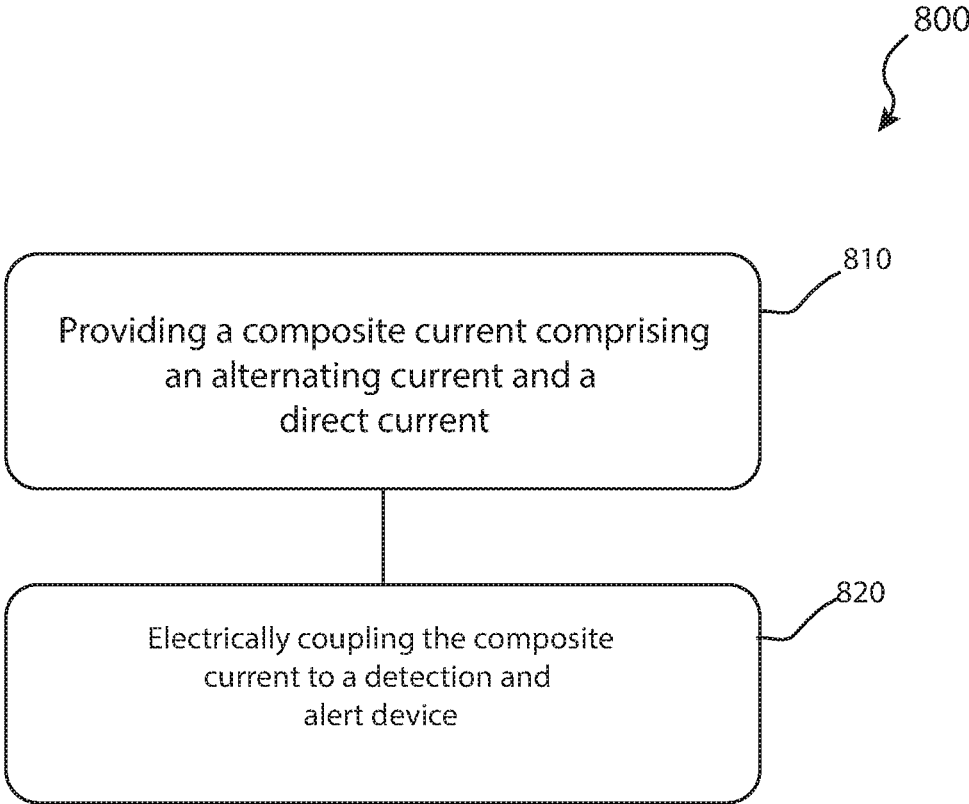 800
810
Providing a composite current comprising
an alternating current and a
direct current
820
Electrically coupling the composite
current to a detection and
alert device